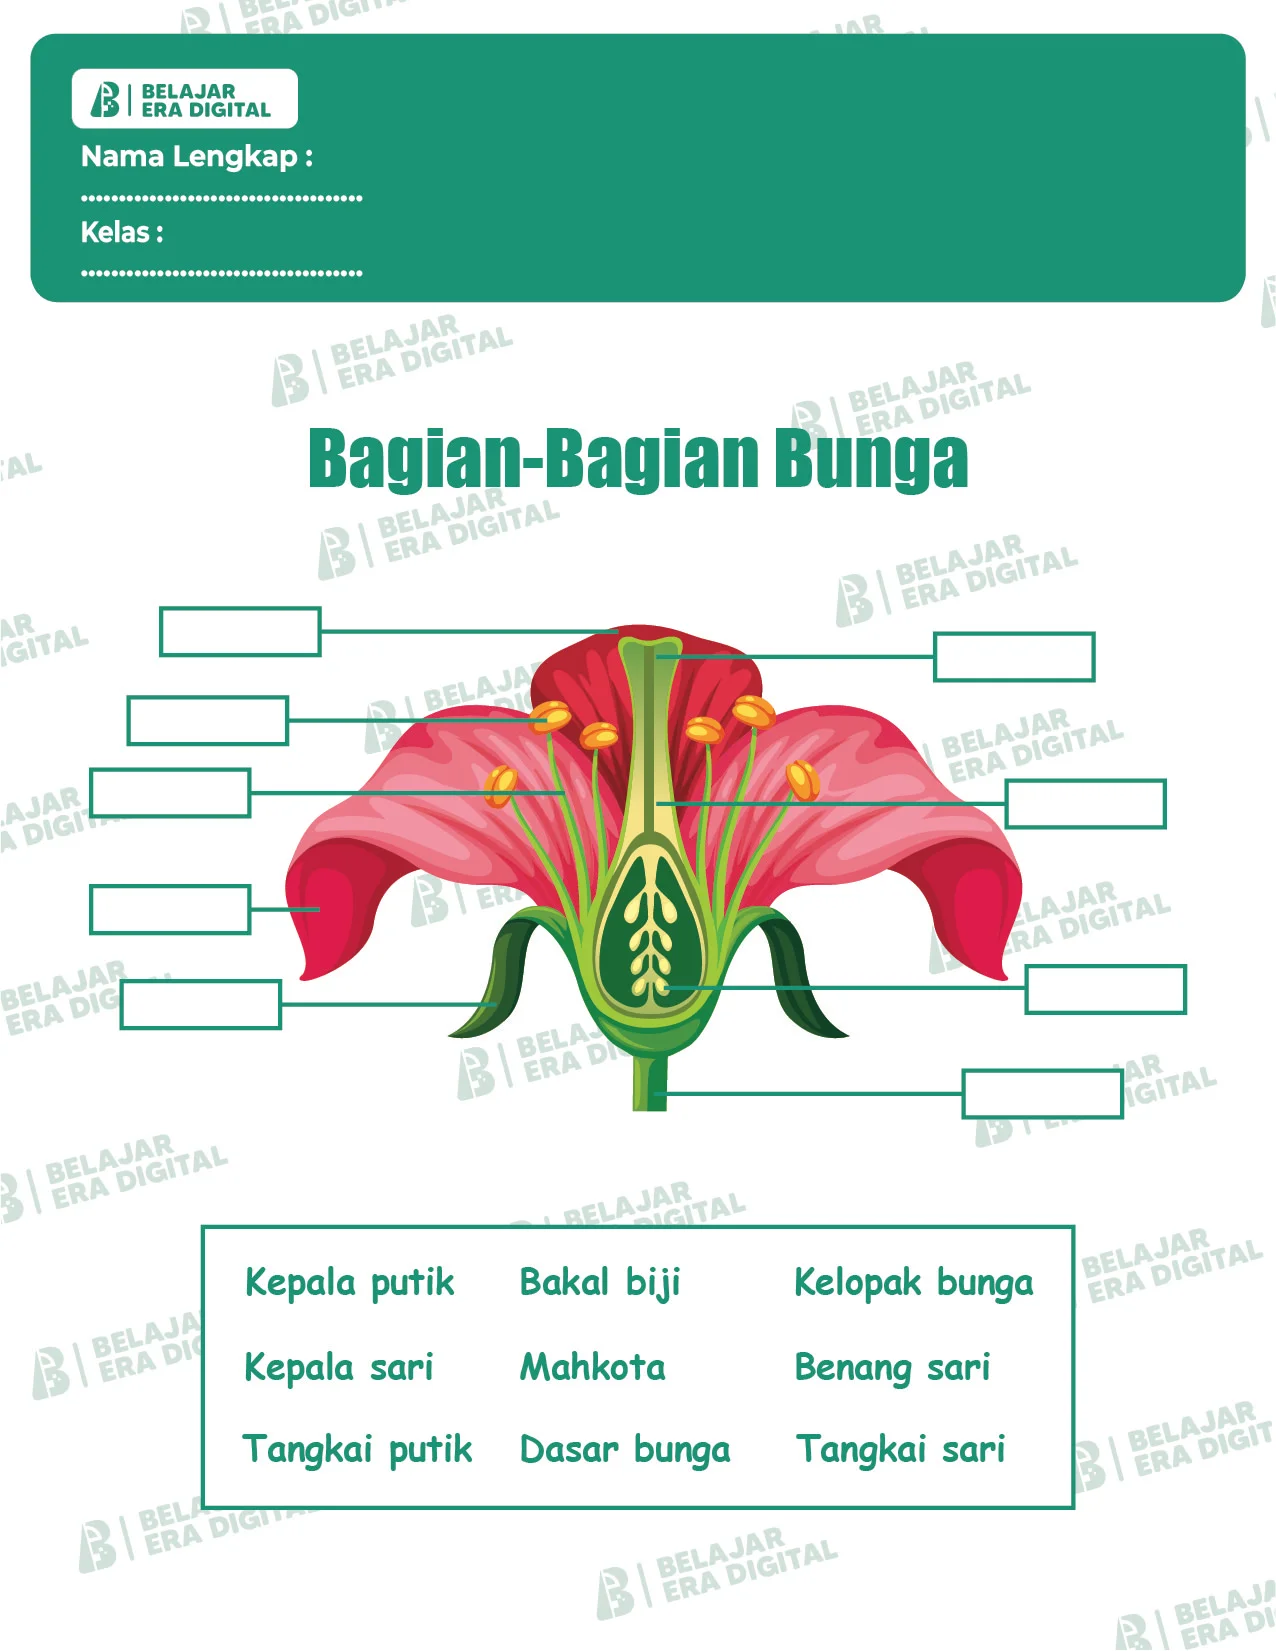 BELAJAR
ERA DIGITAL
Nama Lengkap :
....................................
Kelas :
....................................
Bagian-Bagian Bunga
Kepala putik Bakal biji Kelopak bunga
Kepala sari Mahkota Benang sari
Tangkai putik Dasar bunga Tangkai sari
BELAJAR
ERA DIGITAL